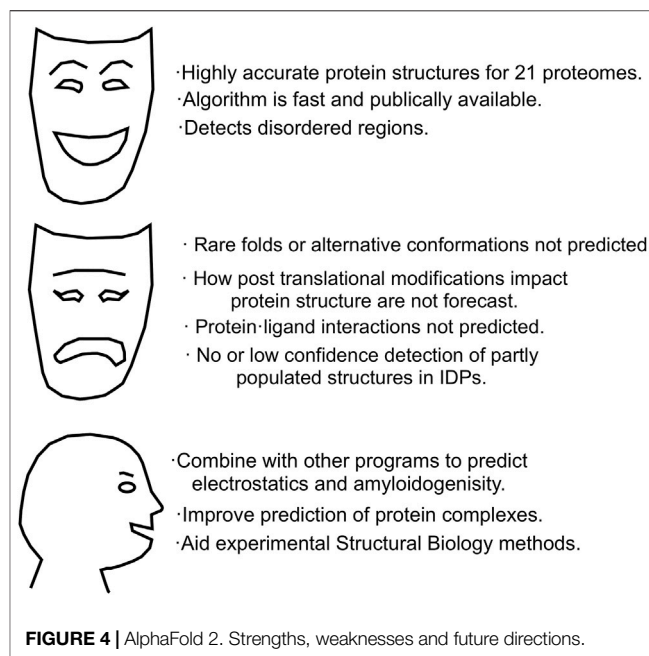 ·Highly accurate protein structures for 21 proteomes.
·Algorithm is fast and publically available.
·Detects disordered regions.
· Rare folds or alternative conformations not predicted
· How post translational modifications impact
protein structure are not forecast.
· Protein·ligand interactions not predicted.
· No or low confidence detection of partly
populated structures in IDPs.
·Combine with other programs to predict
electrostatics and amyloidogenisity.
·Improve prediction of protein complexes.
·Aid experimental Structural Biology methods.
FIGURE 4 | AlphaFold 2. Strengths, weaknesses and future directions.